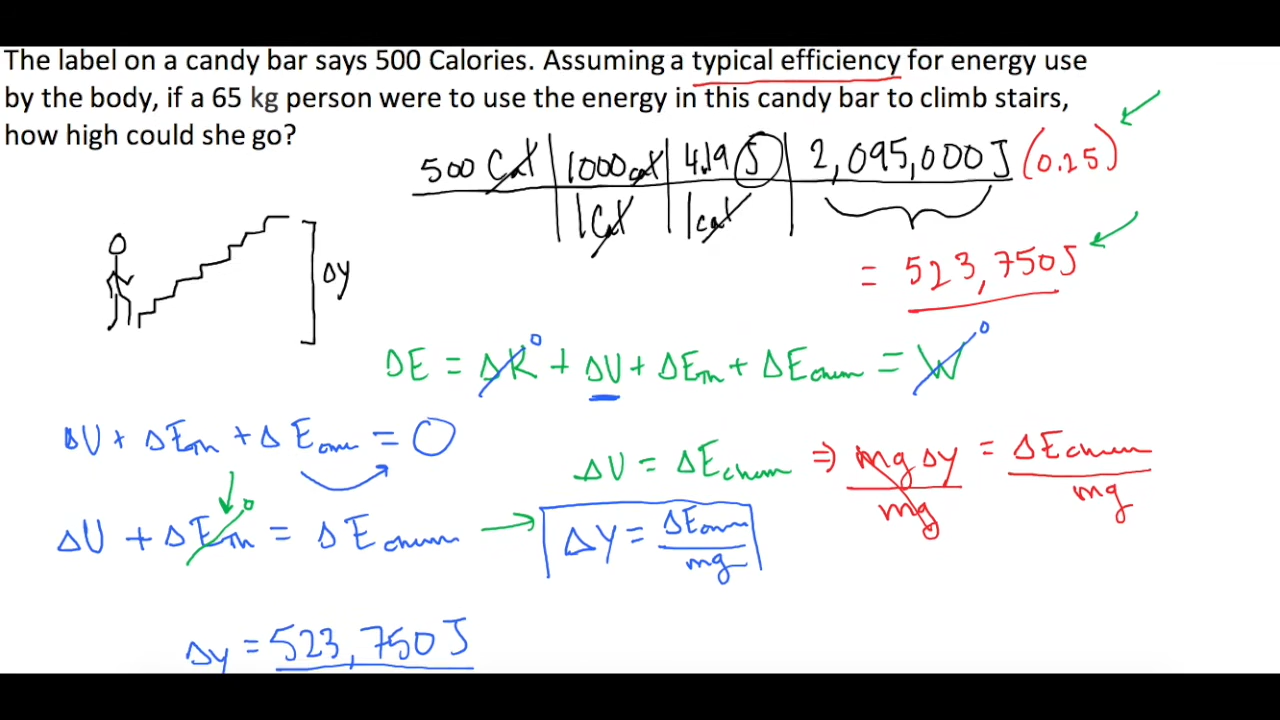 The label on a candy bar says 500 Calories. Assuming a typical efficiency for energy use
by the body, if a 65 kg person were to use the energy in this candy bar to climb stairs,
how high could she go?
500 Cal | 1000 cal | 4.19 J | 2,095,000 J (0.25)
1 Cal | 1 cal
= 523,750 J
Δy
ΔE = ΔK⁰ + ΔU + ΔEth + ΔEchem = W⁰
ΔU + ΔEth + ΔEchem = 0
ΔU = ΔEchem ⇒ mgΔy = ΔEchem
mg mg
ΔU + ΔEth⁰ = ΔEchem → ΔY = ΔEchem
mg
Δy = 523,750 J